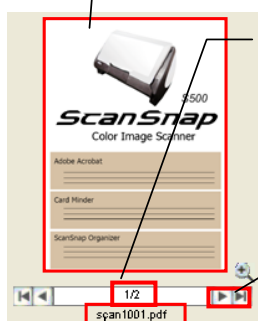 S500
ScanSnap
Color Image Scanner
Adobe Acrobat
Card Minder
ScanSnap Organizer
1/2
scan1001.pdf